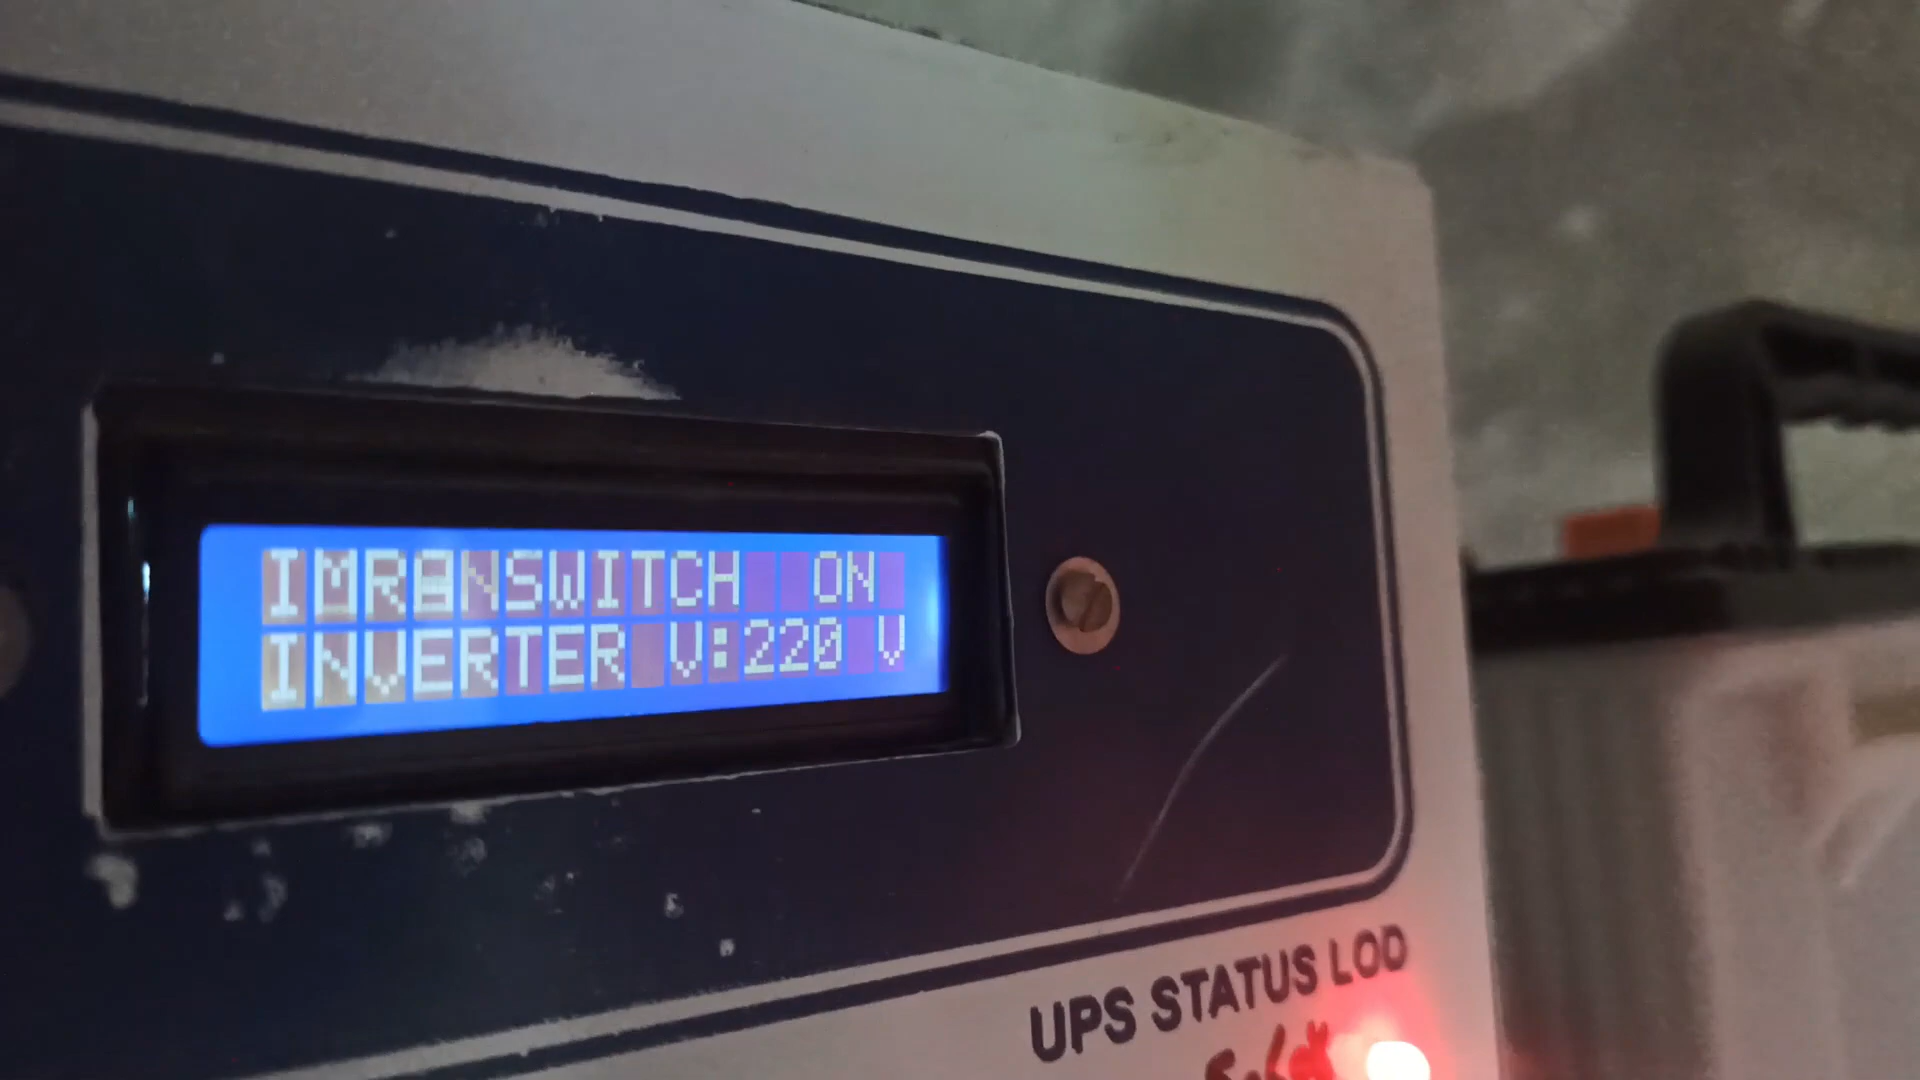 IMRANSWITCH ON
INVERTER V:220 V
UPS STATUS LOD